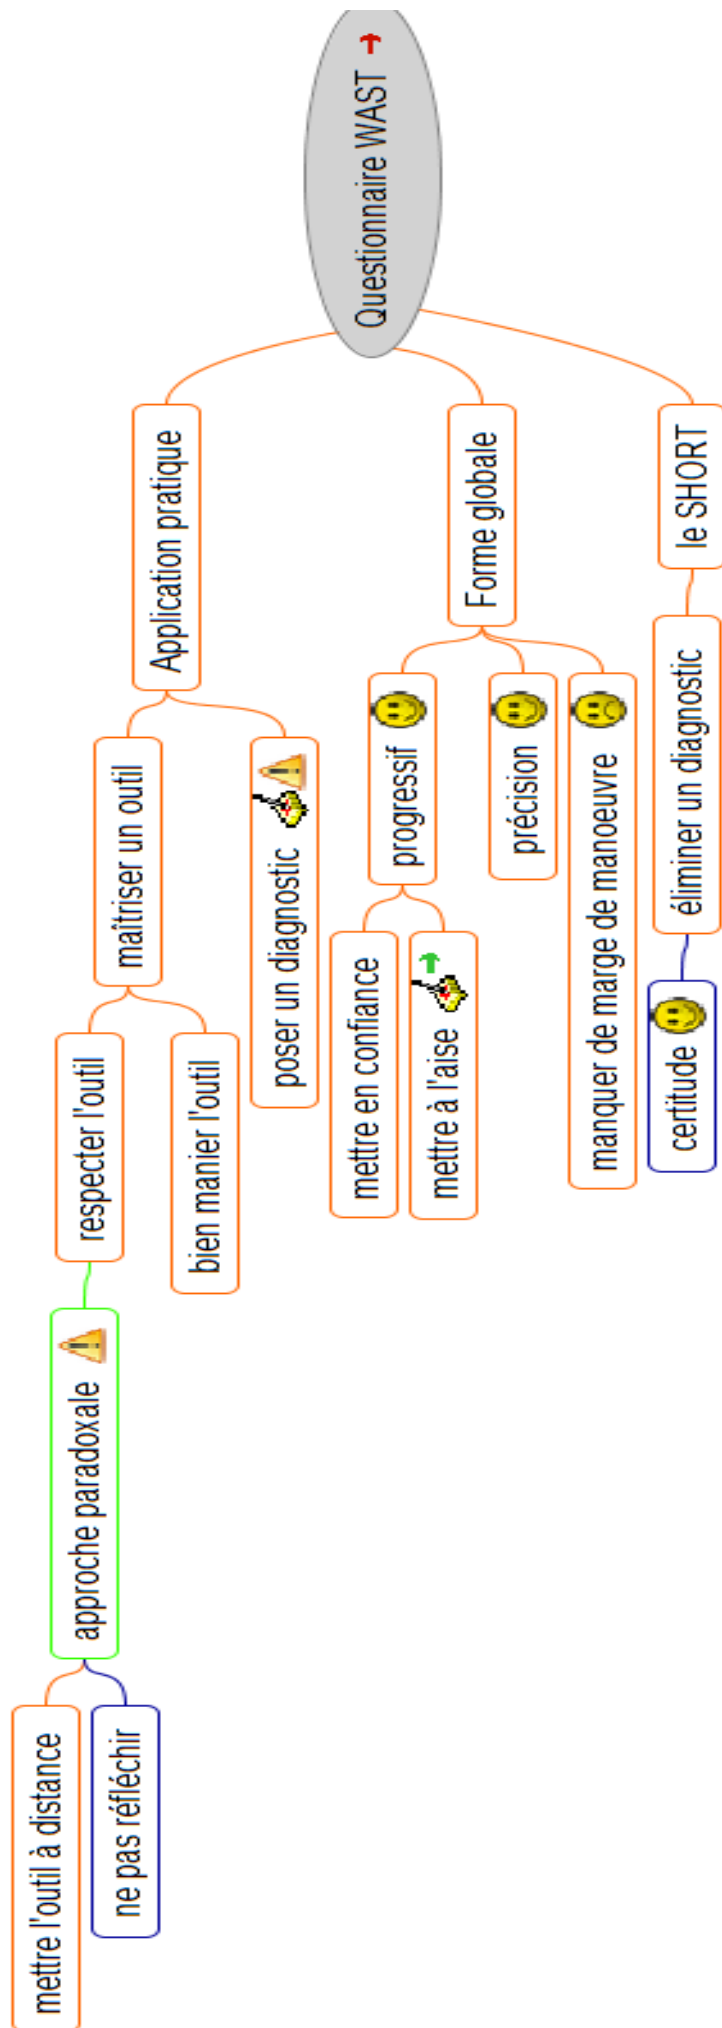 Questionnaire WAST
Application pratique
maîtriser un outil
respecter l'outil
approche paradoxale
mettre l'outil à distance
ne pas réfléchir
bien manier l'outil
poser un diagnostic
Forme globale
progressif
mettre en confiance
mettre à l'aise
précision
manquer de marge de manoeuvre
le SHORT
éliminer un diagnostic
certitude